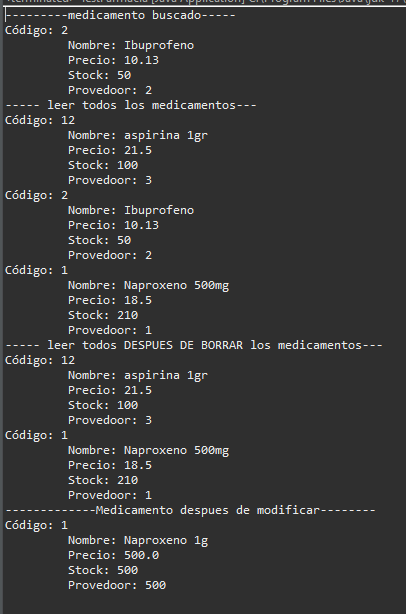 ---------medicamento buscado-----
Código: 2
Nombre: Ibuprofeno
Precio: 10.13
Stock: 50
Provedoor: 2
----- leer todos los medicamentos---
Código: 12
Nombre: aspirina 1gr
Precio: 21.5
Stock: 100
Provedoor: 3
Código: 2
Nombre: Ibuprofeno
Precio: 10.13
Stock: 50
Provedoor: 2
Código: 1
Nombre: Naproxeno 500mg
Precio: 18.5
Stock: 210
Provedoor: 1
----- leer todos DESPUES DE BORRAR los medicamentos---
Código: 12
Nombre: aspirina 1gr
Precio: 21.5
Stock: 100
Provedoor: 3
Código: 1
Nombre: Naproxeno 500mg
Precio: 18.5
Stock: 210
Provedoor: 1
-------------Medicamento despues de modificar--------
Código: 1
Nombre: Naproxeno 1g
Precio: 500.0
Stock: 500
Provedoor: 500